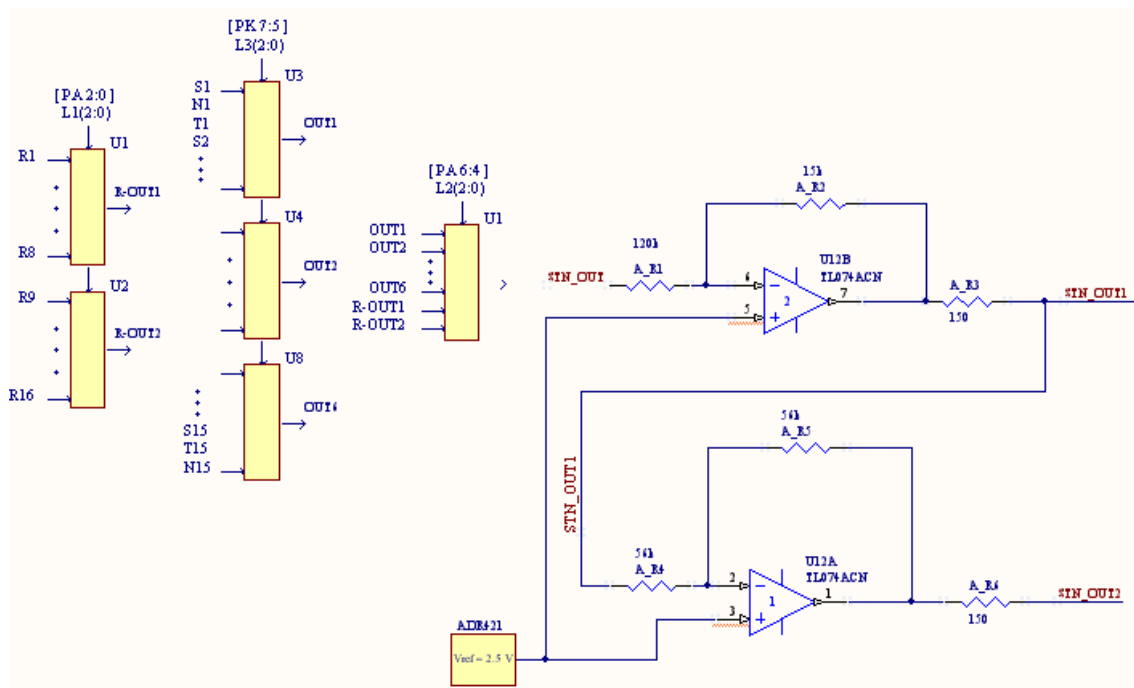 [PA 2:0]
L1(2:0)
U1
R1
R-OUT1
R8
U2
R9
R-OUT2
R16
[PK 7:5]
L3(2:0)
U3
S1
N1
T1
S2
OUT1
U4
OUT2
U8
S15
T15
N15
OUT6
[PA 6:4]
L2(2:0)
U1
OUT1
OUT2
OUT6
R-OUT1
R-OUT2
15k
A_R2
120k
A_R1
STN_OUT
U12B
TL074ACN
6
5
2
7
A_R3
150
STN_OUT1
STN_OUT1
56k
A_R5
56k
A_R4
U12A
TL074ACN
2
3
1
1
A_R6
150
STN_OUT2
ADR421
Vref = 2.5 V